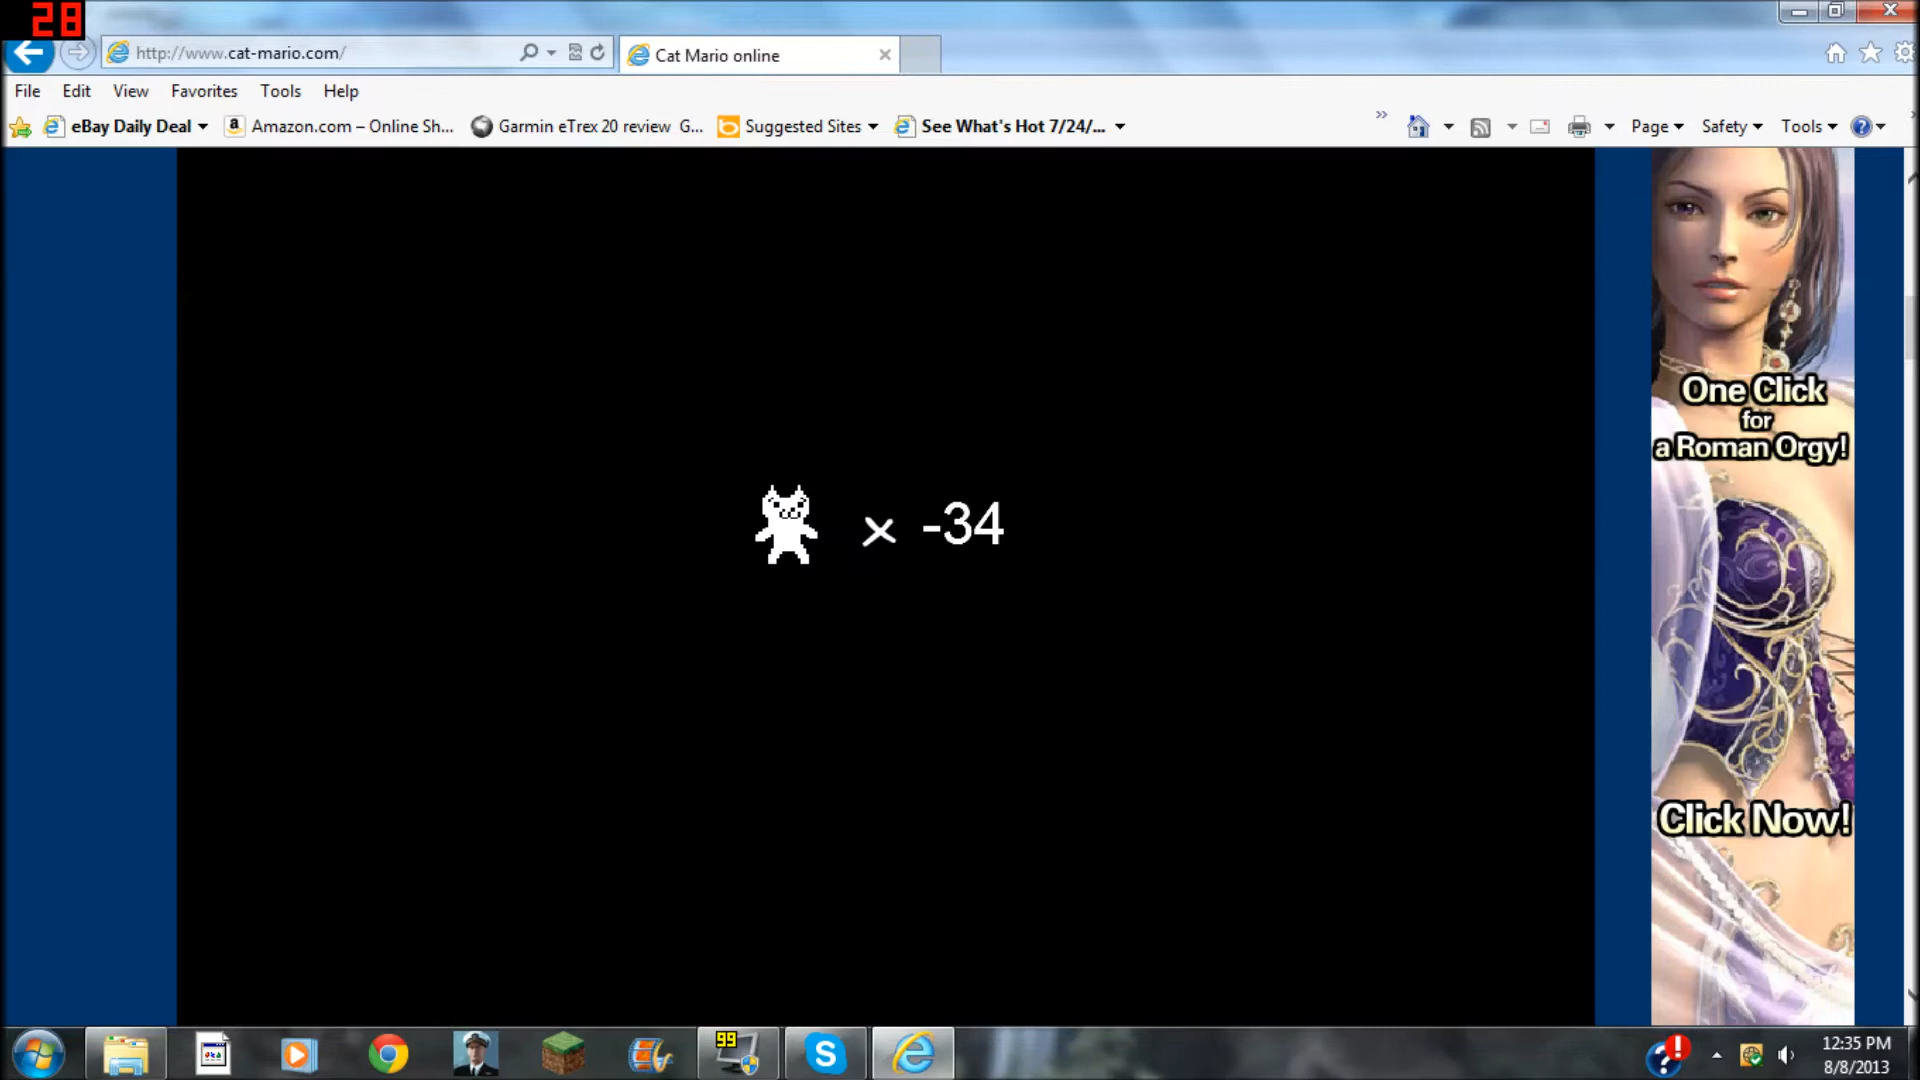 28
http://www.cat-mario.com/
Cat Mario online
File Edit View Favorites Tools Help
eBay Daily Deal
Amazon.com – Online Sh...
Garmin eTrex 20 review G...
Suggested Sites
See What's Hot 7/24/...
Page Safety Tools
x -34
One Click
for
a Roman Orgy!
Click Now!
99
12:35 PM
8/8/2013